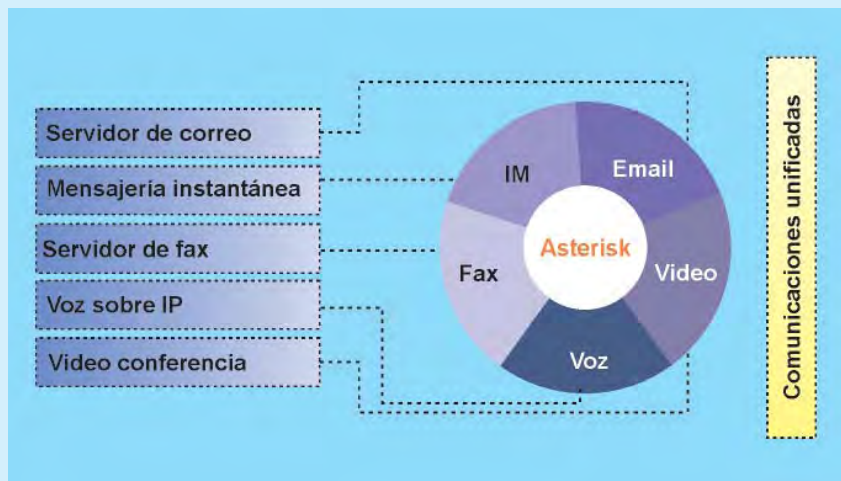 Servidor de correo
Mensajería instantánea
Servidor de fax
Voz sobre IP
Video conferencia
IM
Email
Asterisk
Fax
Video
Voz
Comunicaciones unificadas